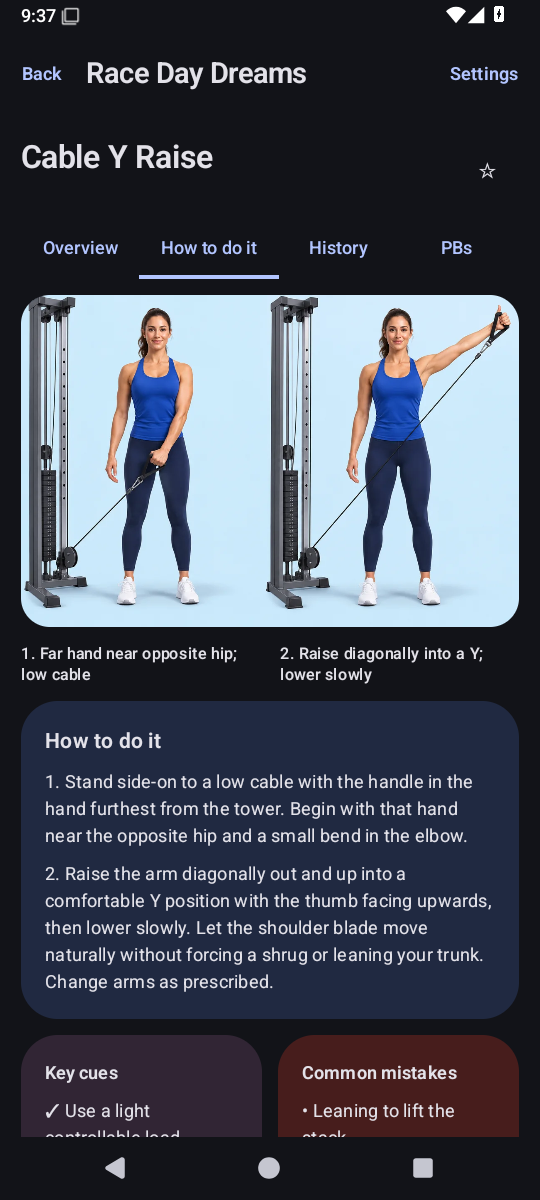 9:37
Back Race Day Dreams Settings
Cable Y Raise
☆
Overview How to do it History PBs
1. Far hand near opposite hip;
low cable
2. Raise diagonally into a Y;
lower slowly
How to do it
1. Stand side-on to a low cable with the handle in the
hand furthest from the tower. Begin with that hand
near the opposite hip and a small bend in the elbow.
2. Raise the arm diagonally out and up into a
comfortable Y position with the thumb facing upwards,
then lower slowly. Let the shoulder blade move
naturally without forcing a shrug or leaning your trunk.
Change arms as prescribed.
Key cues
✓ Use a light
controllable load
Common mistakes
• Leaning to lift the
stack